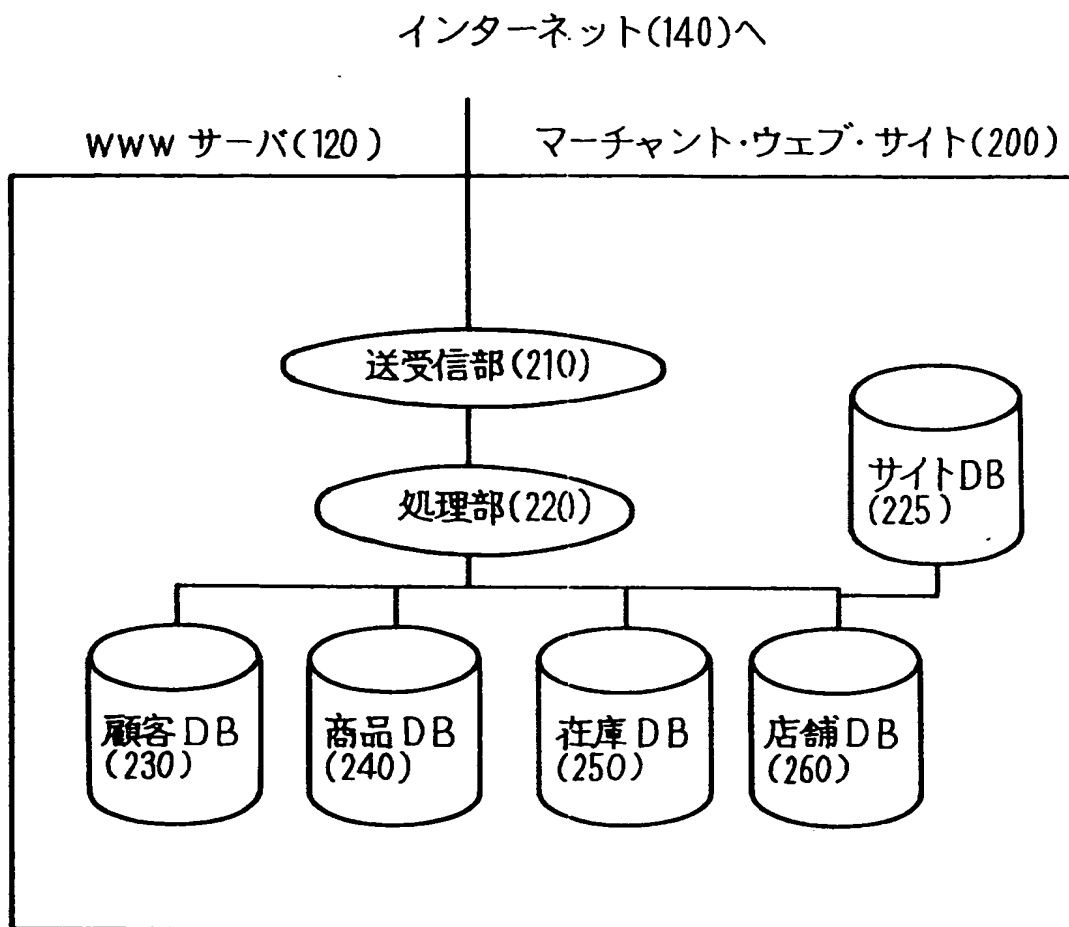 インターネット(140)へ
WWW サーバ(120)
マーチャント・ウェブ・サイト(200)
送受信部(210)
処理部(220)
サイトDB
(225)
顧客DB
(230)
商品DB
(240)
在庫DB
(250)
店舗DB
(260)